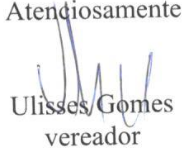 Atenciosamente
Ulisses Gomes
vereador